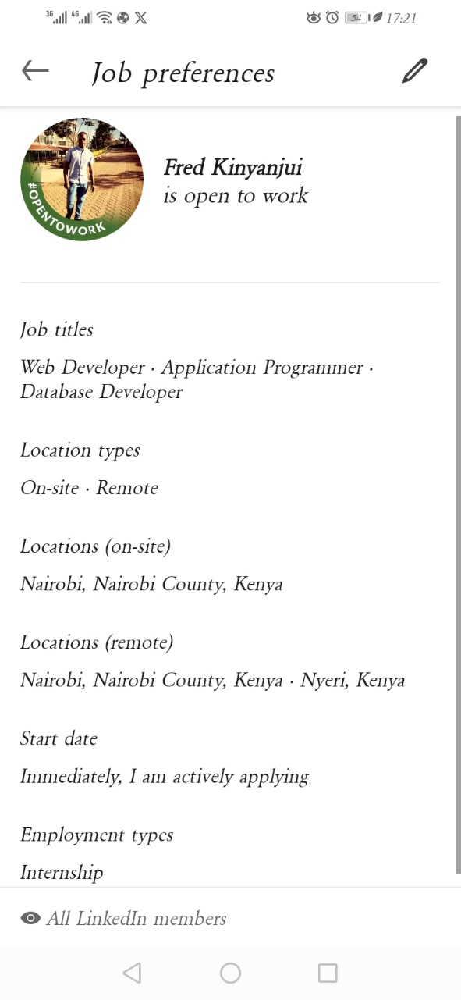 3G 4G 54 17:21
Job preferences
Fred Kinyanjui
is open to work
#OPENTOWORK
Job titles
Web Developer · Application Programmer ·
Database Developer
Location types
On-site · Remote
Locations (on-site)
Nairobi, Nairobi County, Kenya
Locations (remote)
Nairobi, Nairobi County, Kenya · Nyeri, Kenya
Start date
Immediately, I am actively applying
Employment types
Internship
All LinkedIn members